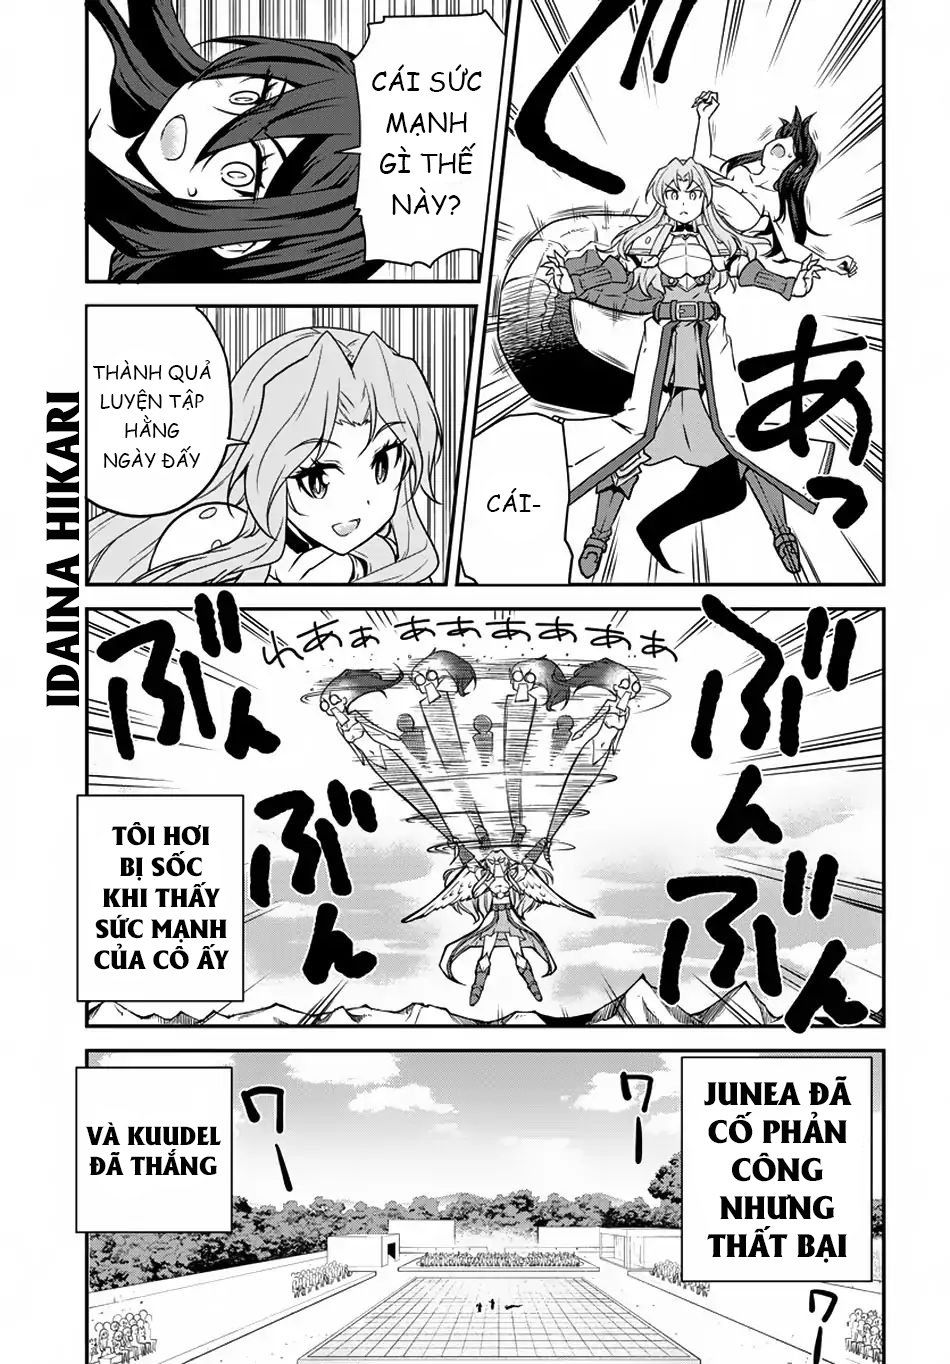 CÁI-
あっ
CÁI SỨC
MẠNH
GÌ THẾ
NÀY?
THÀNH QUẢ
LUYỆN TẬP
HẰNG
NGÀY ĐẤY
IDAINA HIKARI
ぶん
ぶん
ぶん
ぶん
TÔI HƠI
BỊ SỐC
KHI THẤY
SỨC MẠNH
CỦA CÔ ẤY
JUNEA ĐÃ
CỐ PHẢN
CÔNG
NHƯNG
THẤT BẠI
VÀ KUUDEL
ĐÃ THẮNG
ワー
ワー
ワー